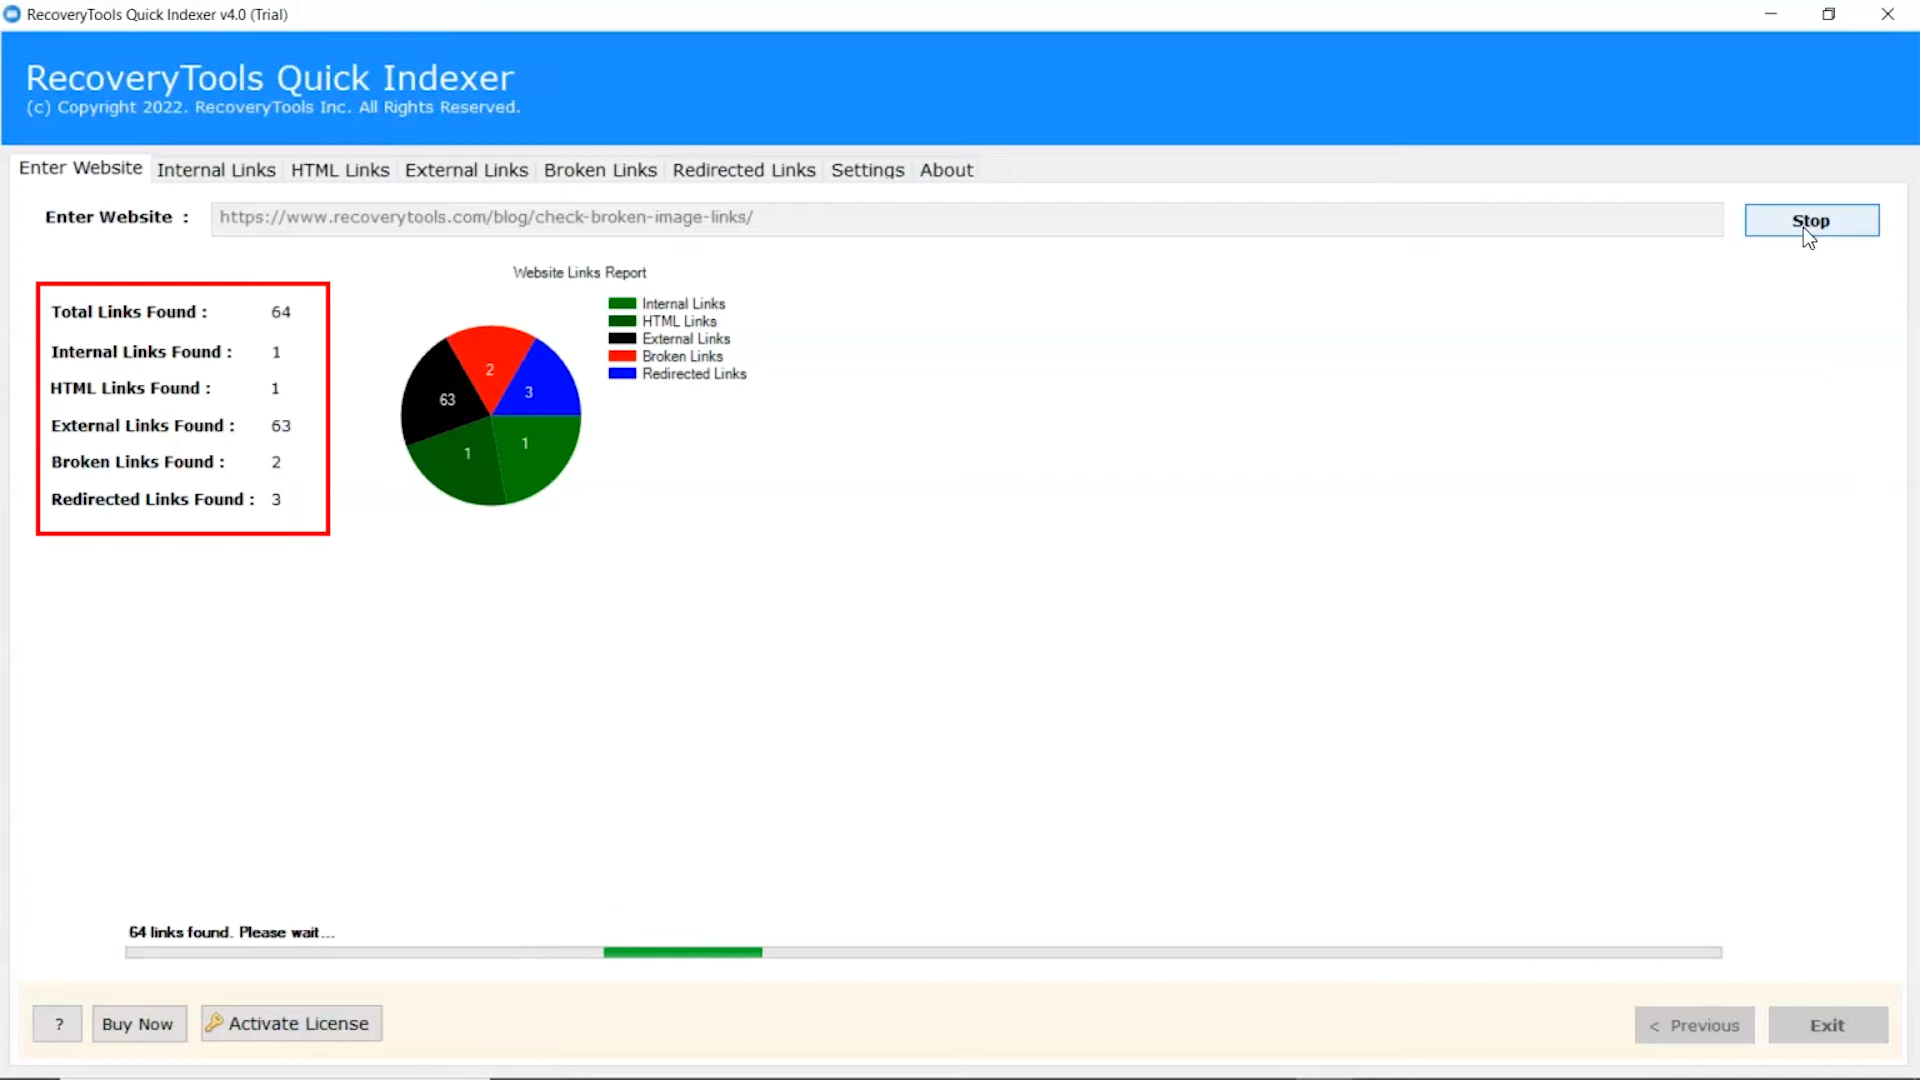 RecoveryTools Quick Indexer v4.0 (Trial)
RecoveryTools Quick Indexer
(c) Copyright 2022. RecoveryTools Inc. All Rights Reserved.
Enter Website Internal Links HTML Links External Links Broken Links Redirected Links Settings About
Enter Website : https://www.recoverytools.com/blog/check-broken-image-links/ Stop
Website Links Report
Total Links Found : 64
Internal Links Found : 1
HTML Links Found : 1
External Links Found : 63
Broken Links Found : 2
Redirected Links Found : 3
2
3
63
1
1
Internal Links
HTML Links
External Links
Broken Links
Redirected Links
64 links found. Please wait...
? Buy Now Activate License < Previous Exit